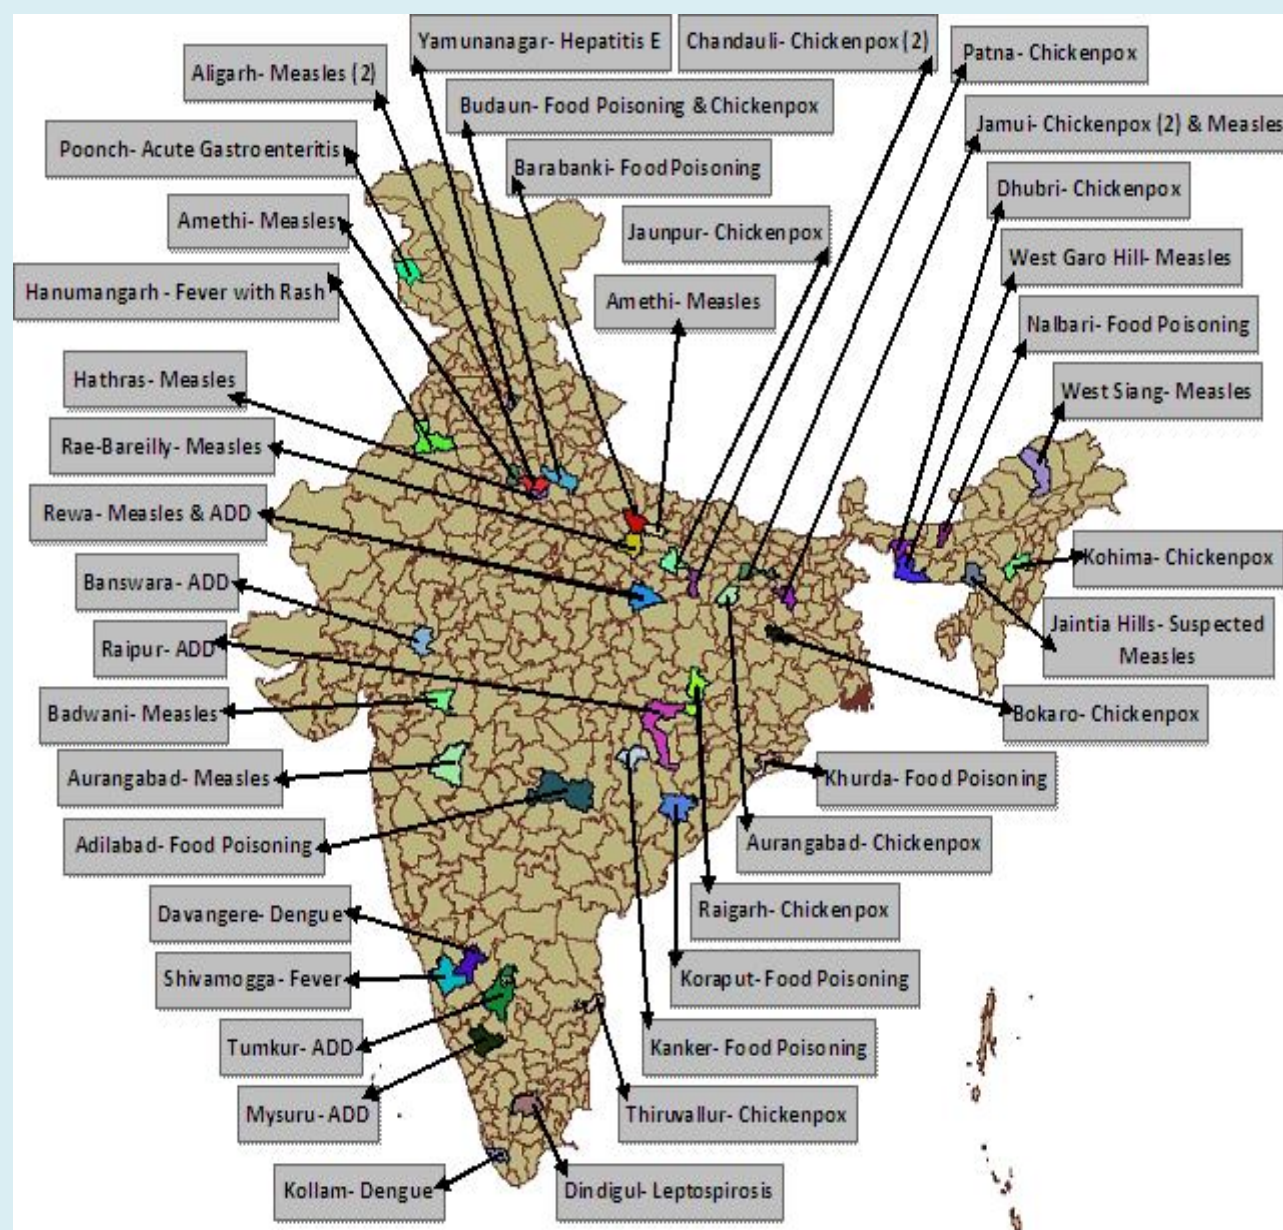 Yamunanagar- Hepatitis E
Chandauli- Chickenpox (2)
Patna- Chickenpox
Aligarh- Measles (2)
Budaun- Food Poisoning & Chickenpox
Jamui- Chickenpox (2) & Measles
Poonch- Acute Gastroenteritis
Barabanki- Food Poisoning
Dhubri- Chickenpox
Amethi- Measles
Jaunpur- Chickenpox
West Garo Hill- Measles
Hanumangarh - Fever with Rash
Amethi- Measles
Nalbari- Food Poisoning
Hathras- Measles
West Siang- Measles
Rae-Bareilly- Measles
Rewa- Measles & ADD
Kohima- Chickenpox
Banswara- ADD
Jaintia Hills- Suspected
Measles
Raipur- ADD
Badwani- Measles
Bokaro- Chickenpox
Aurangabad- Measles
Khurda- Food Poisoning
Adilabad- Food Poisoning
Aurangabad- Chickenpox
Davangere- Dengue
Raigarh- Chickenpox
Shivamogga- Fever
Koraput- Food Poisoning
Tumkur- ADD
Kanker- Food Poisoning
Mysuru- ADD
Thiruvallur- Chickenpox
Kollam- Dengue
Dindigul- Leptospirosis